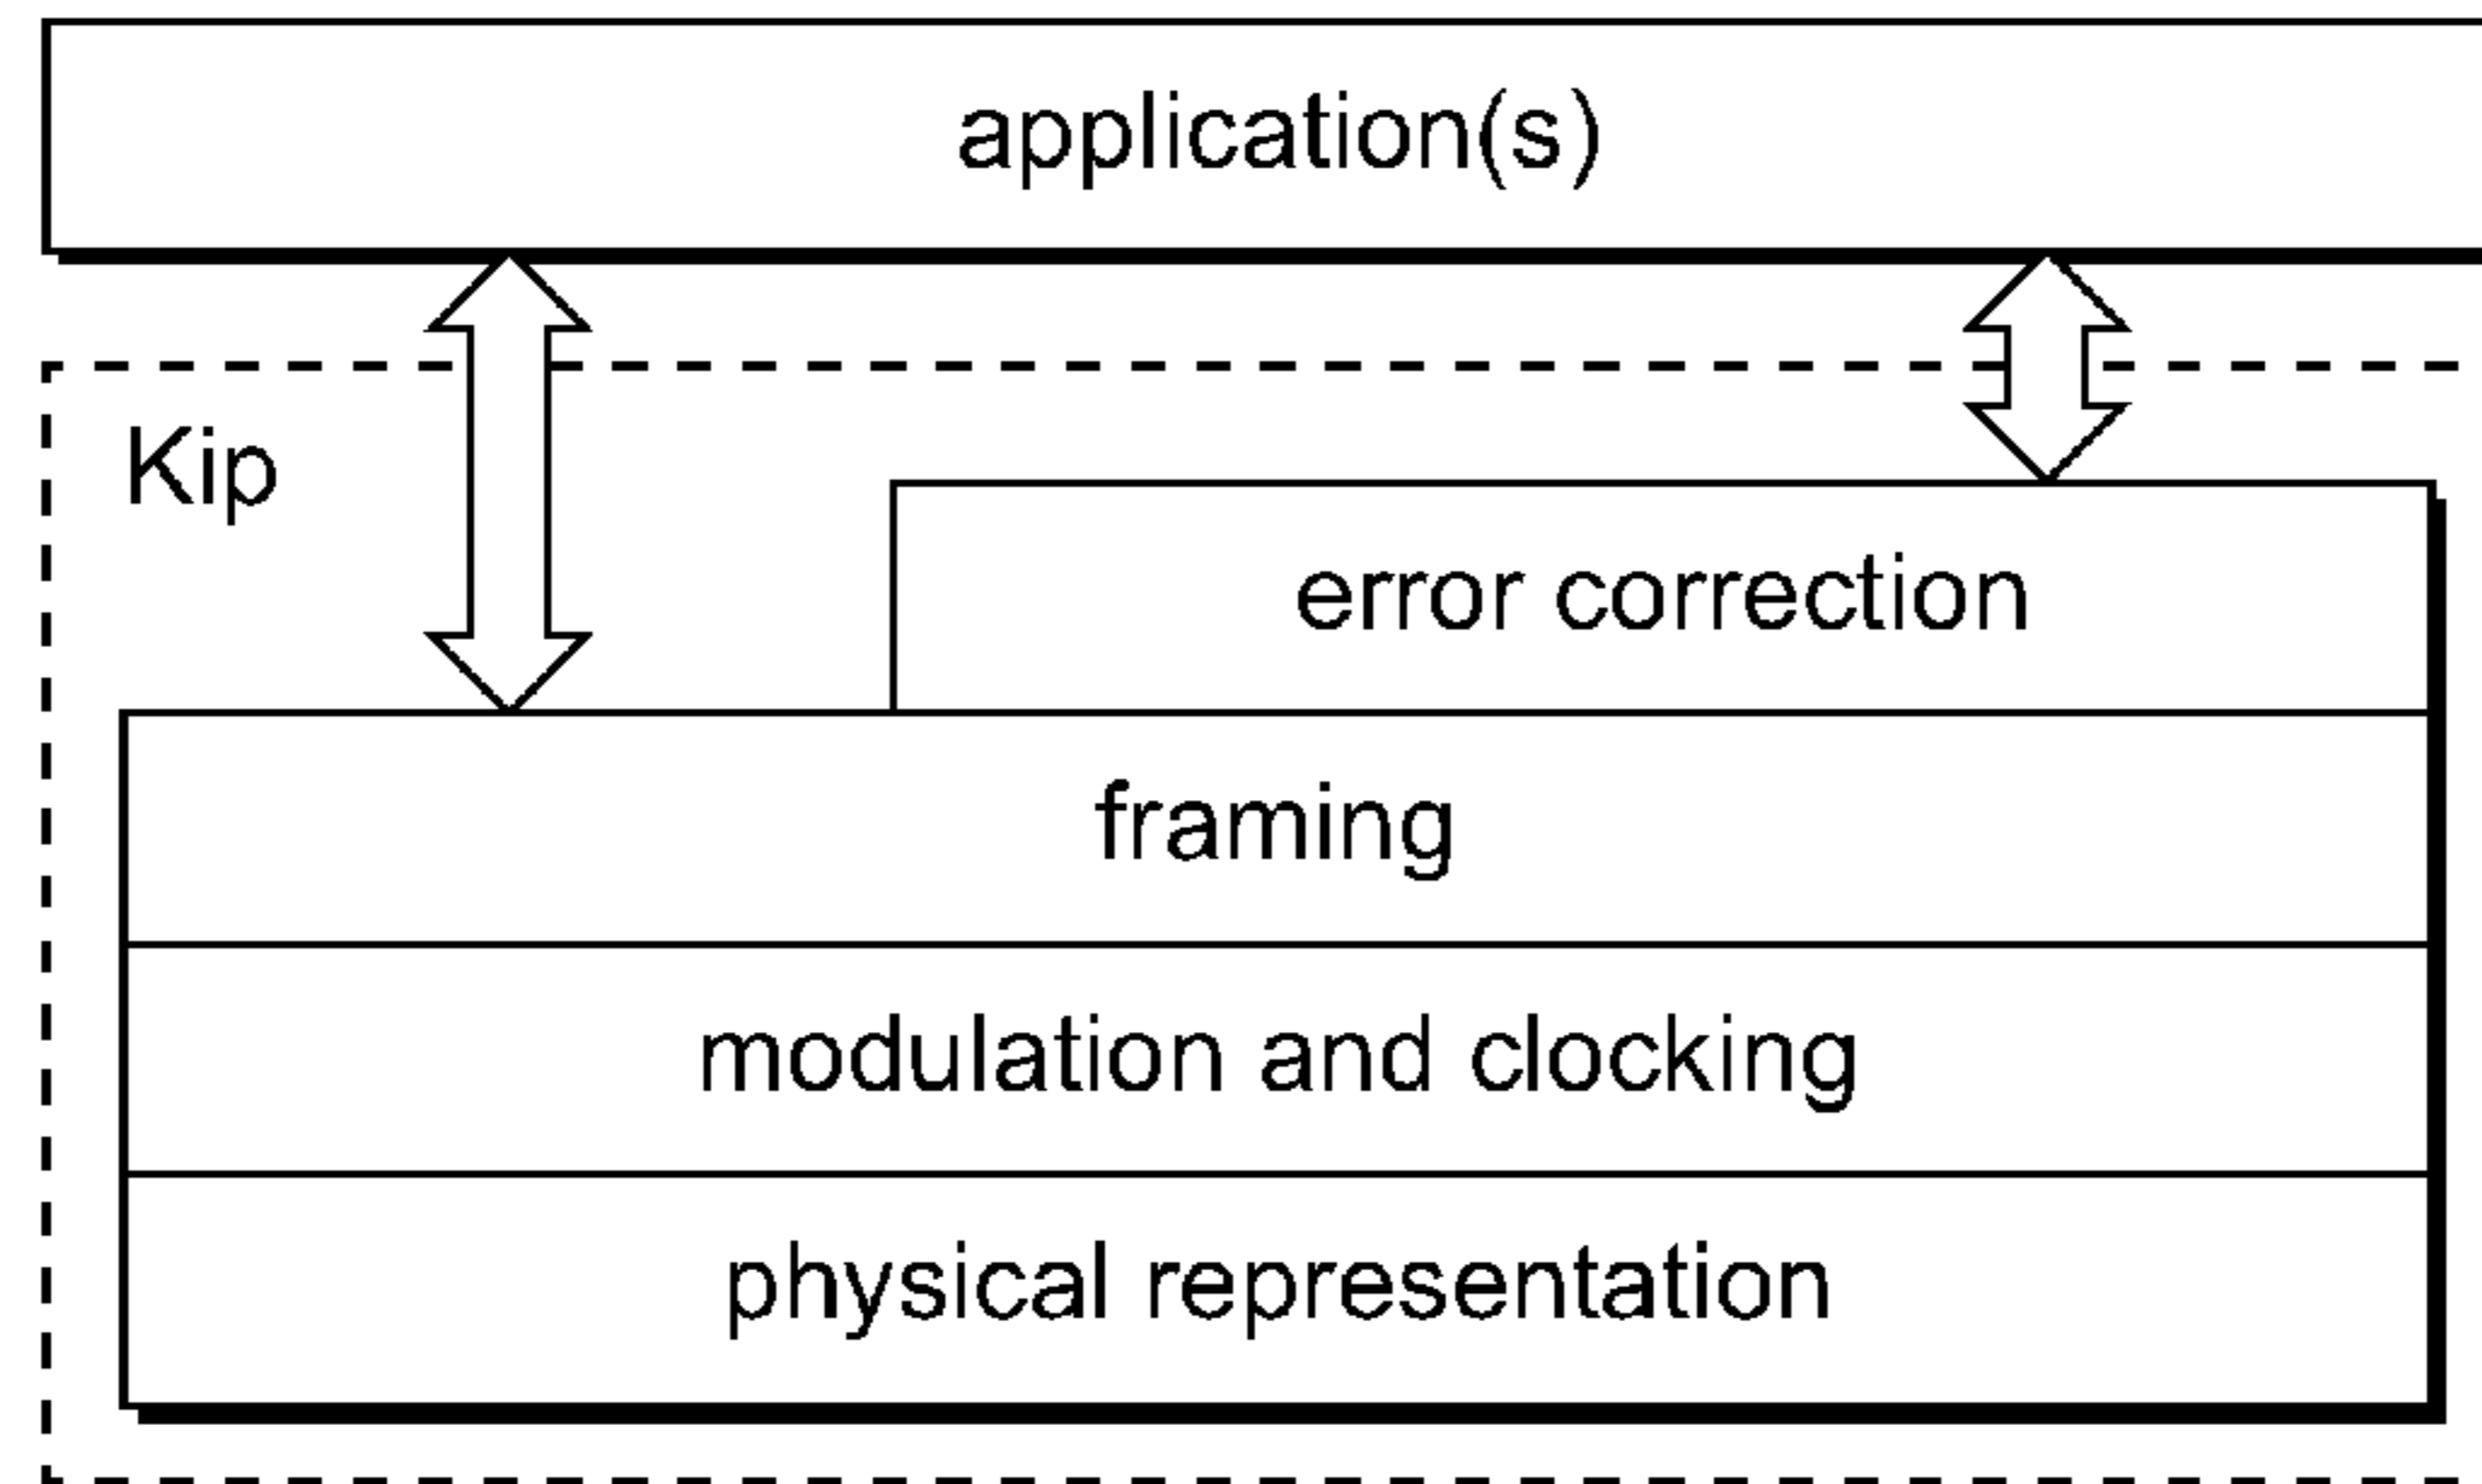 application(s)
Kip
error correction
framing
modulation and clocking
physical representation